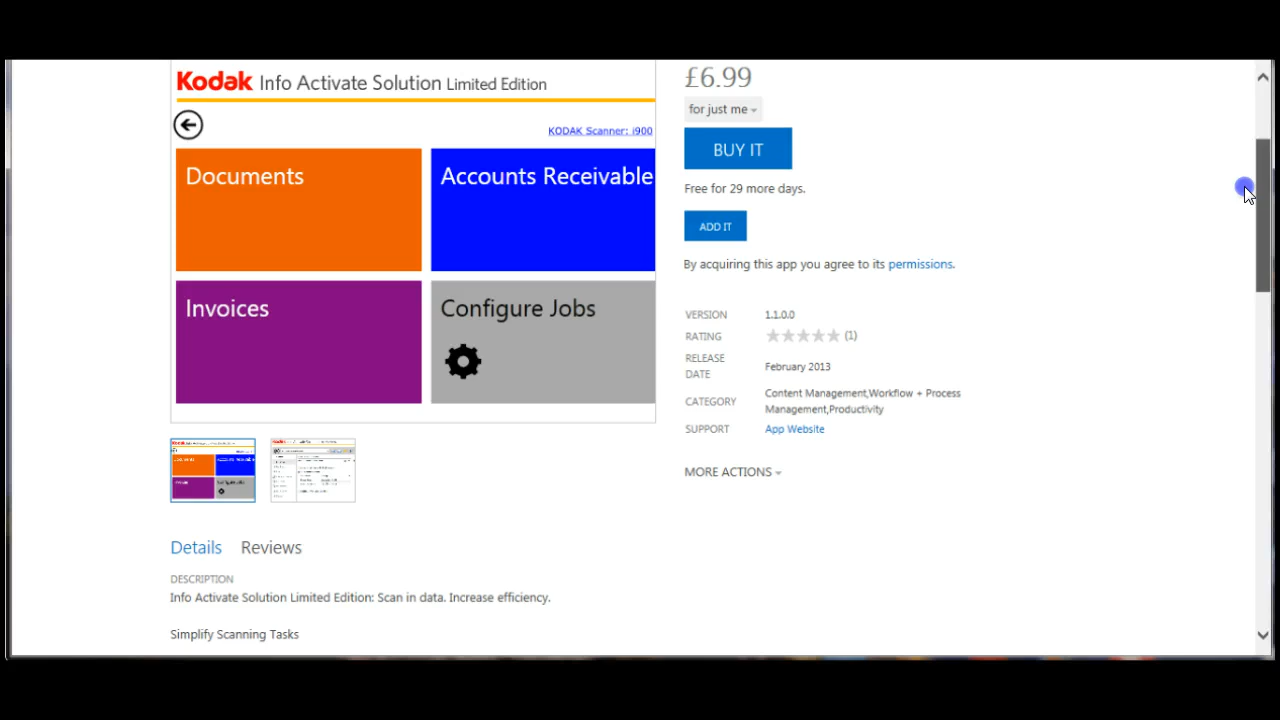 Kodak Info Activate Solution Limited Edition
KODAK Scanner: i900
Documents
Accounts Receivable
Invoices
Configure Jobs
£6.99
for just me
BUY IT
Free for 29 more days.
ADD IT
By acquiring this app you agree to its permissions.
VERSION 1.1.0.0
RATING (1)
RELEASE
DATE
February 2013
CATEGORY
Content Management,Workflow + Process
Management,Productivity
SUPPORT App Website
MORE ACTIONS
Details Reviews
DESCRIPTION
Info Activate Solution Limited Edition: Scan in data. Increase efficiency.
Simplify Scanning Tasks